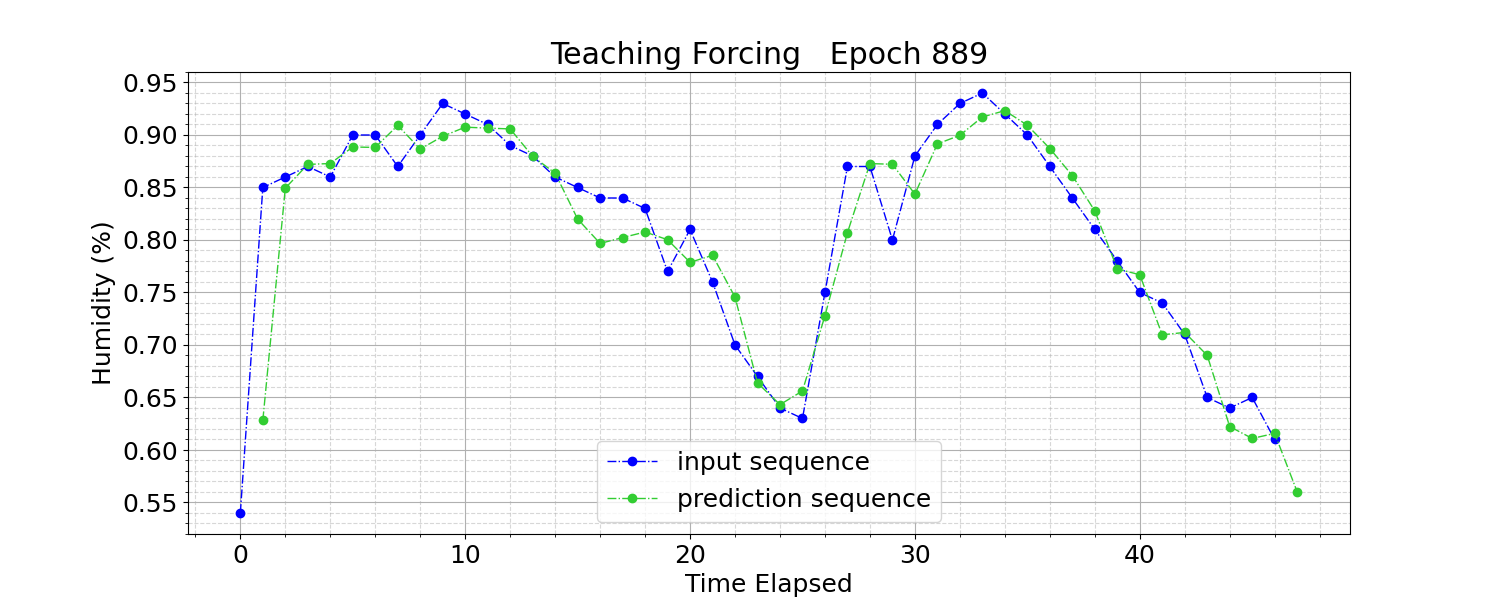 Teaching Forcing   Epoch 889
0.95
0.90
0.85
0.80
0.75
0.70
0.65
0.60
0.55
Humidity (%)
input sequence
prediction sequence
0 10 20 30 40
Time Elapsed